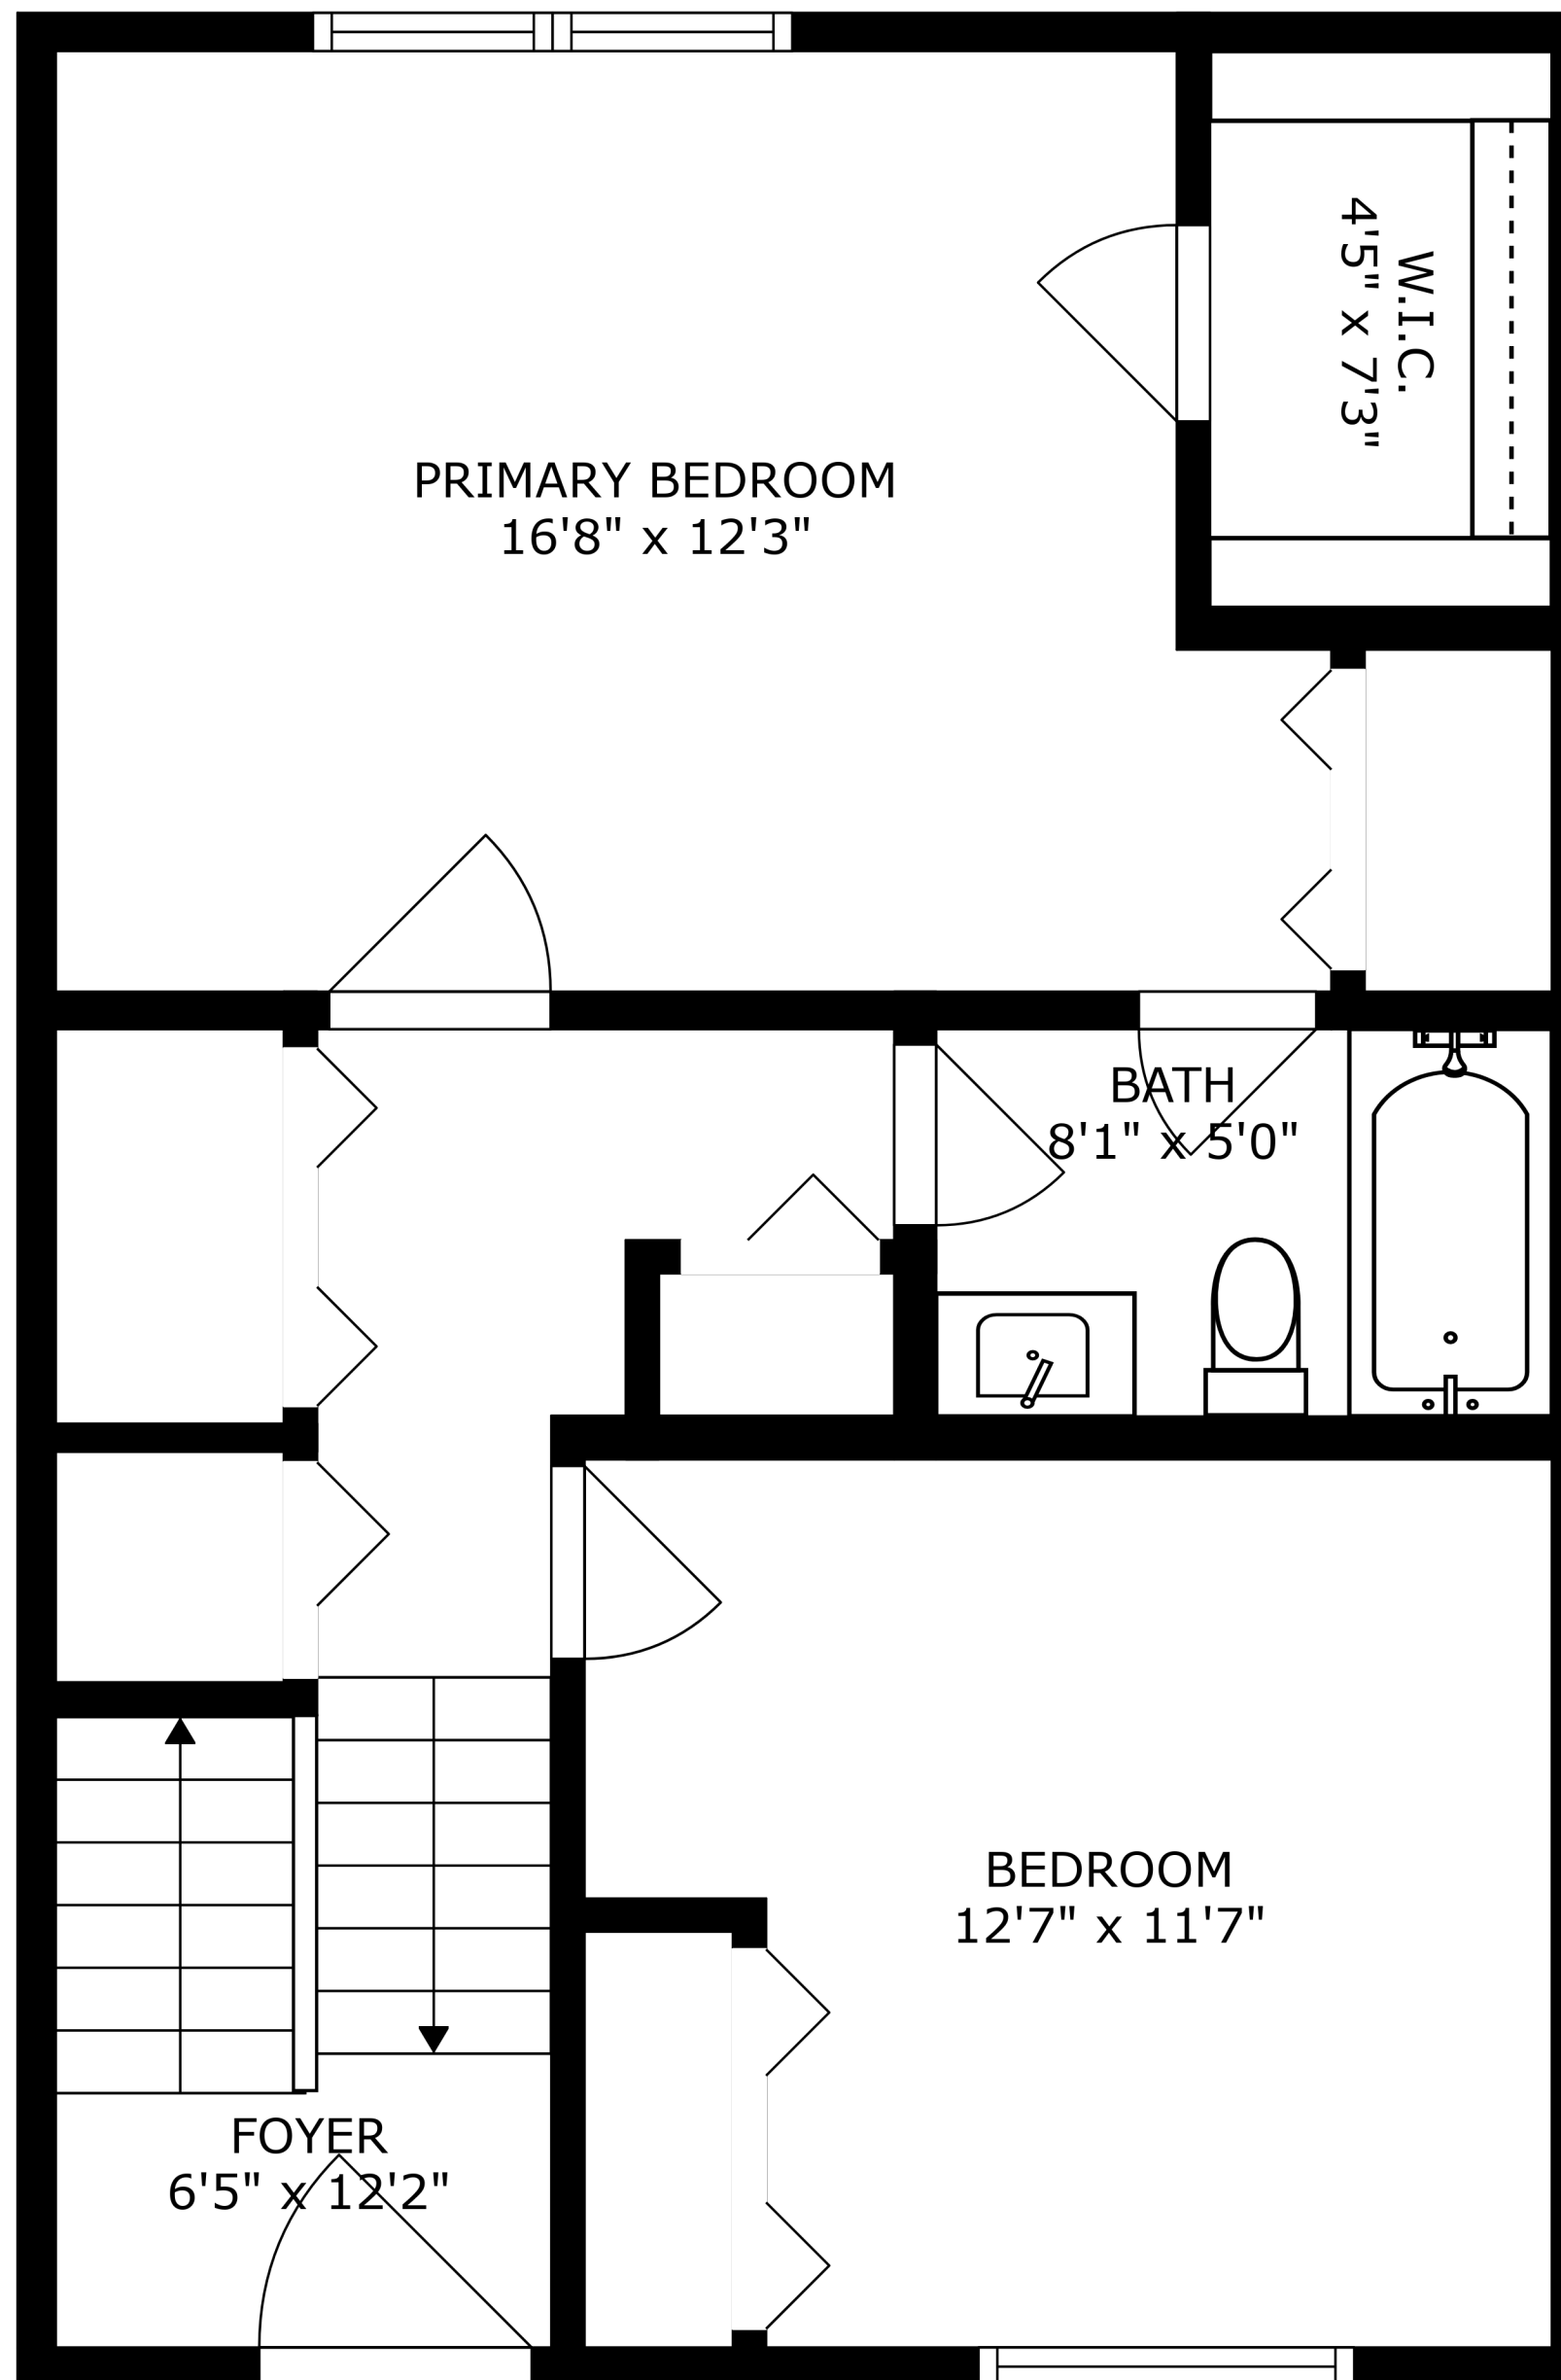 W.I.C.
4'5" x 7'3"
PRIMARY BEDROOM
16'8" x 12'3"
BATH
8'1" x 5'0"
BEDROOM
12'7" x 11'7"
FOYER
6'5" x 12'2"